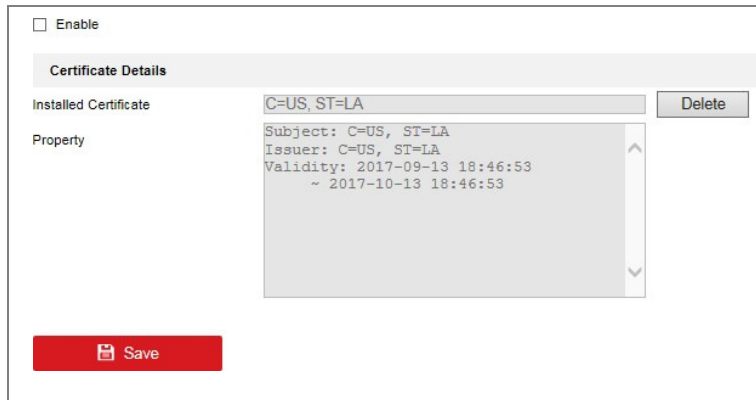 Enable
Certificate Details
Installed Certificate C=US, ST=LA Delete
Property
Subject: C=US, ST=LA
Issuer: C=US, ST=LA
Validity: 2017-09-13 18:46:53
~ 2017-10-13 18:46:53
Save